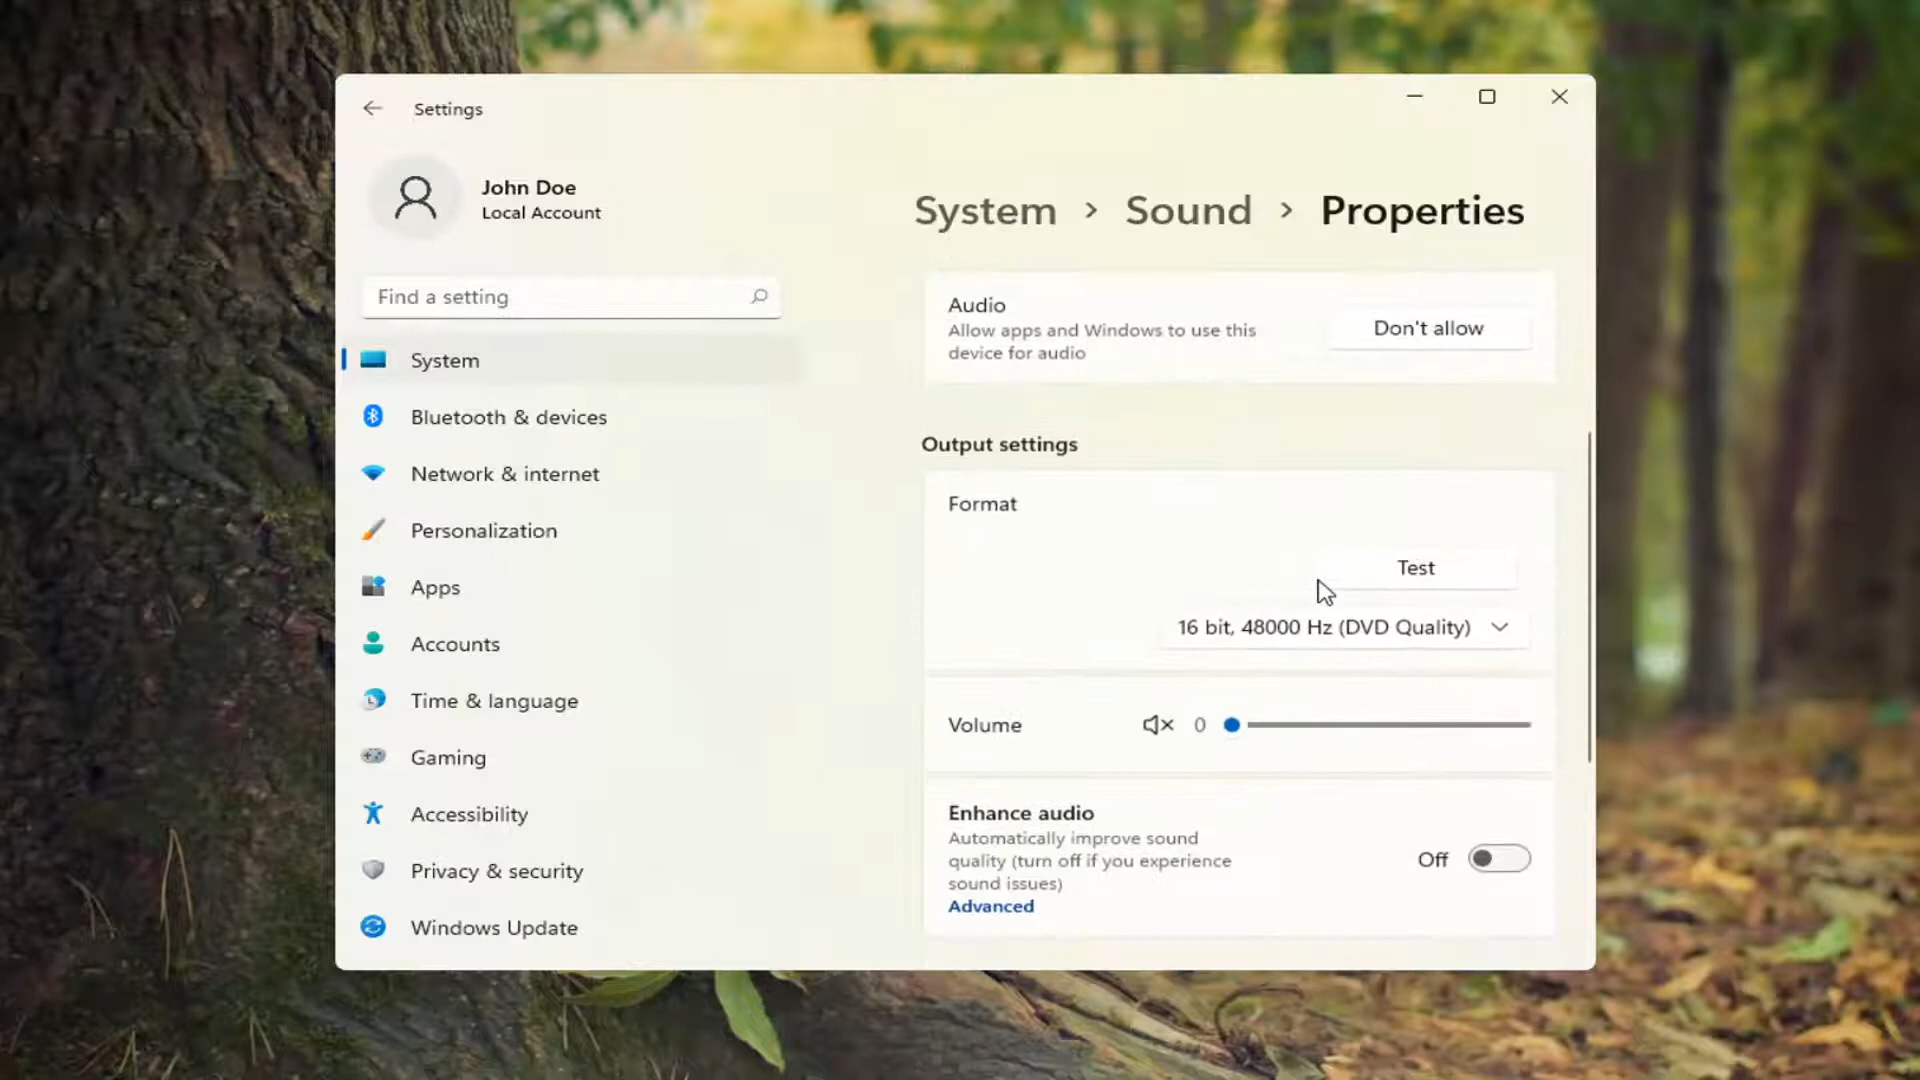 Settings
John Doe
Local Account
Find a setting
System
Bluetooth & devices
Network & internet
Personalization
Apps
Accounts
Time & language
Gaming
Accessibility
Privacy & security
Windows Update
System > Sound > Properties
Audio
Allow apps and Windows to use this
device for audio
Don't allow
Output settings
Format
Test
16 bit, 48000 Hz (DVD Quality)
Volume 0
Enhance audio
Automatically improve sound
quality (turn off if you experience
sound issues)
Advanced
Off